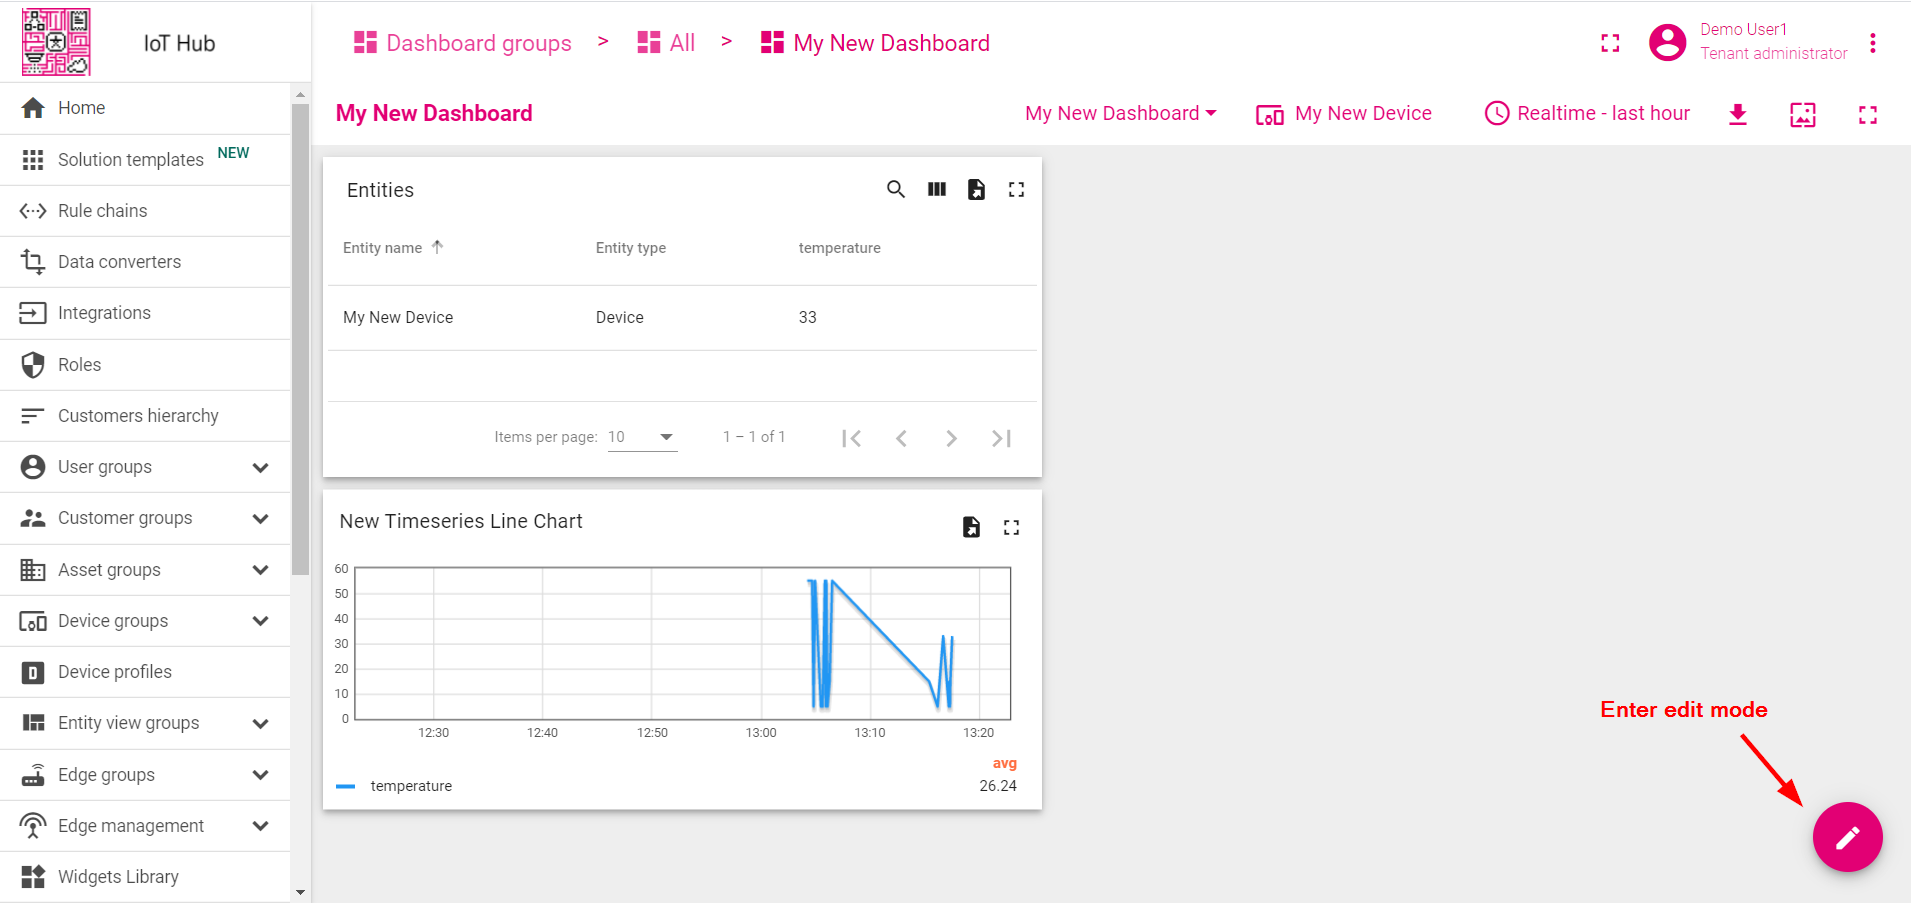 IoT Hub
Dashboard groups > All > My New Dashboard
Demo User1
Tenant administrator
Home
Solution templates NEW
Rule chains
Data converters
Integrations
Roles
Customers hierarchy
User groups
Customer groups
Asset groups
Device groups
Device profiles
Entity view groups
Edge groups
Edge management
Widgets Library
My New Dashboard
My New Dashboard
My New Device
Realtime - last hour
Entities
Entity name Entity type temperature
My New Device Device 33
Items per page: 10 1 – 1 of 1
New Timeseries Line Chart
60
50
40
30
20
10
0
12:30 12:40 12:50 13:00 13:10 13:20
avg
temperature 26.24
Enter edit mode